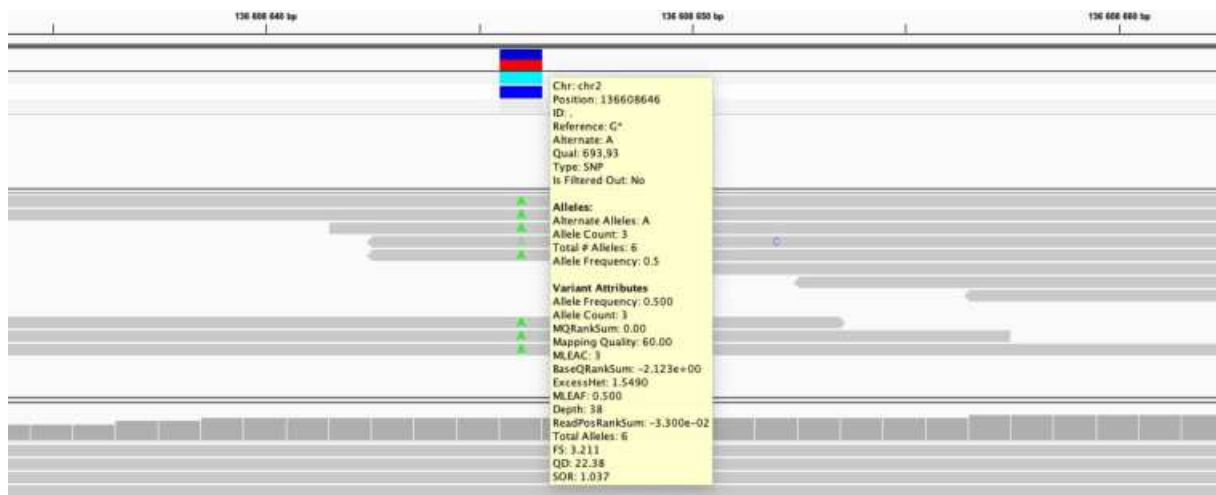 136 608 640 bp 136 608 650 bp 136 608 660 bp
Chr: chr2
Position: 136608646
ID: .
Reference: G*
Alternate: A
Qual: 693,93
Type: SNP
Is Filtered Out: No
Alleles:
Alternate Alleles: A
Allele Count: 3
Total # Alleles: 6
Allele Frequency: 0.5
Variant Attributes
Allele Frequency: 0.500
Allele Count: 3
MQRankSum: 0.00
Mapping Quality: 60.00
MLEAC: 3
BaseQRankSum: -2.123e+00
ExcessHet: 1.5490
MLEAF: 0.500
Depth: 38
ReadPosRankSum: -3.300e-02
Total Alleles: 6
FS: 3.211
QD: 22.38
SOR: 1.037
A
A
A
A C
A
A
A
A